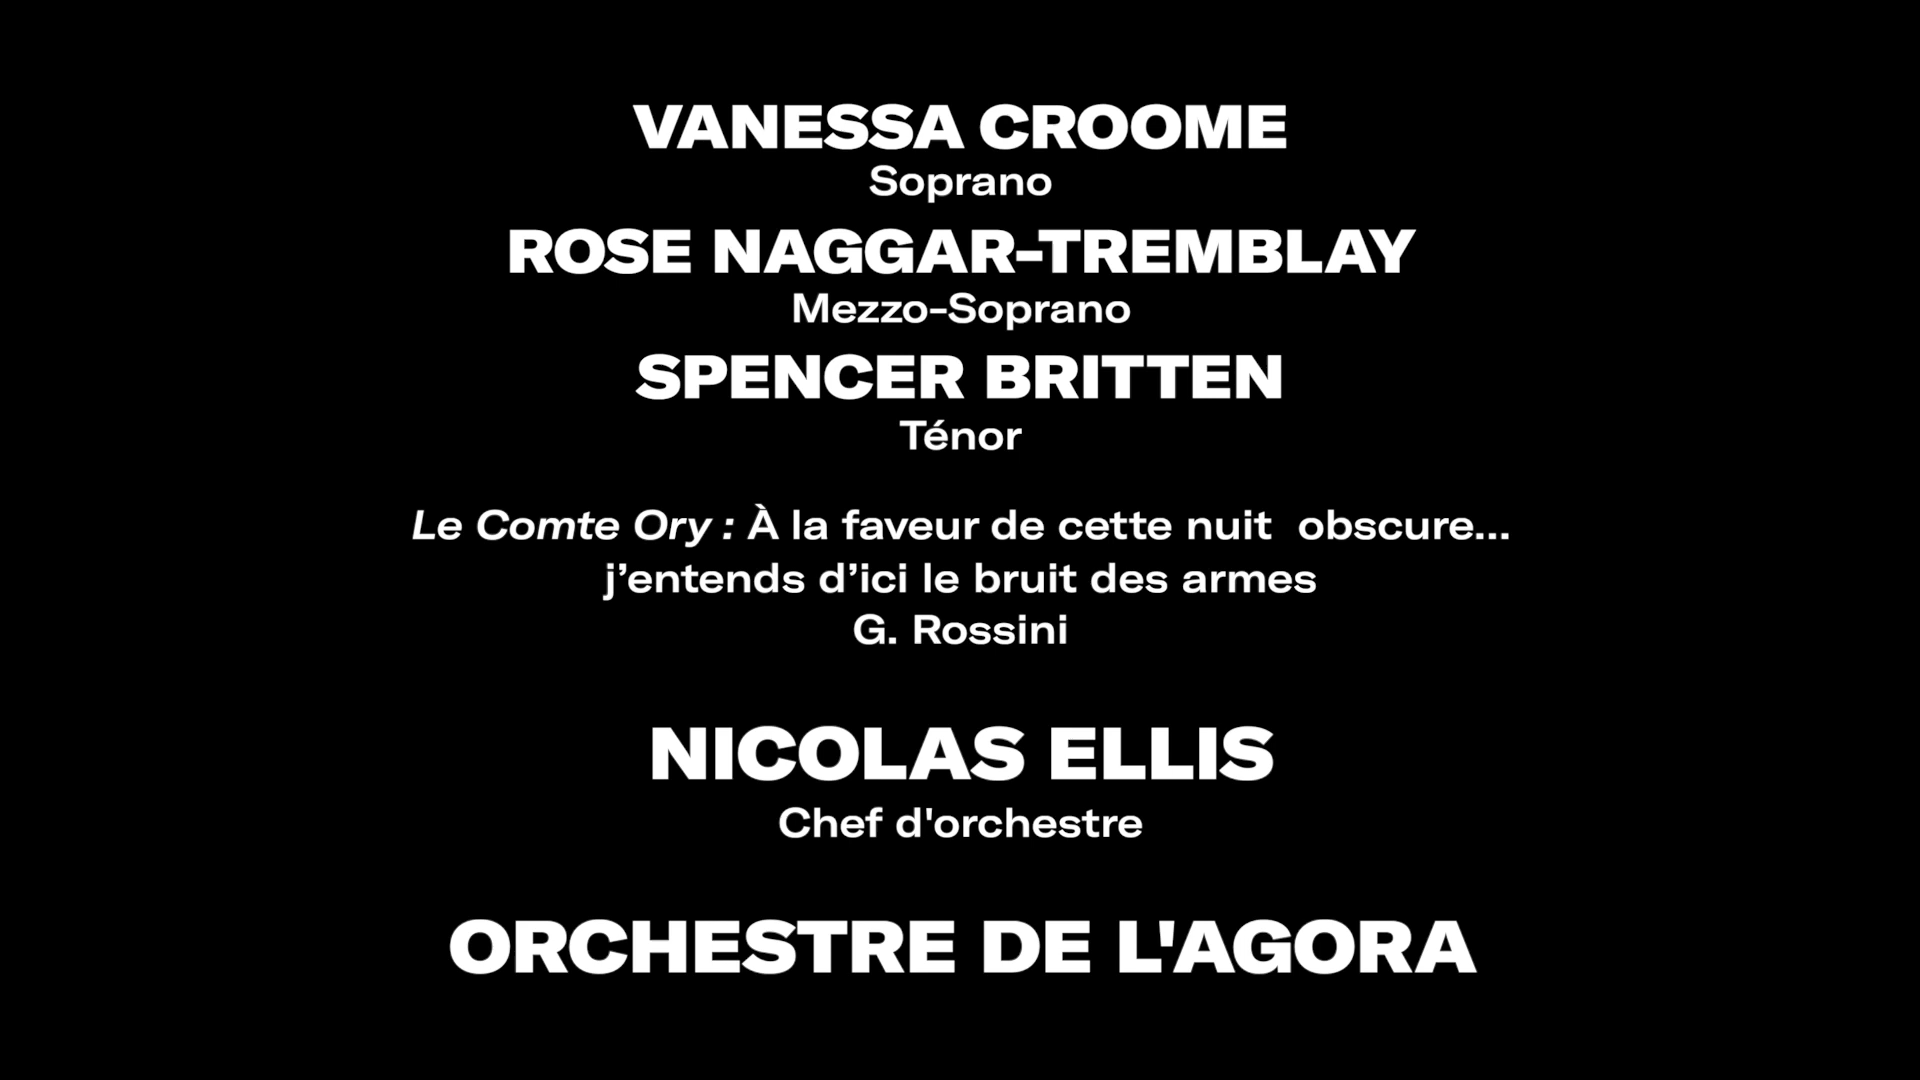 VANESSA CROOME
Soprano
ROSE NAGGAR-TREMBLAY
Mezzo-Soprano
SPENCER BRITTEN
Ténor
Le Comte Ory : À la faveur de cette nuit  obscure...
j’entends d’ici le bruit des armes
G. Rossini
NICOLAS ELLIS
Chef d'orchestre
ORCHESTRE DE L'AGORA